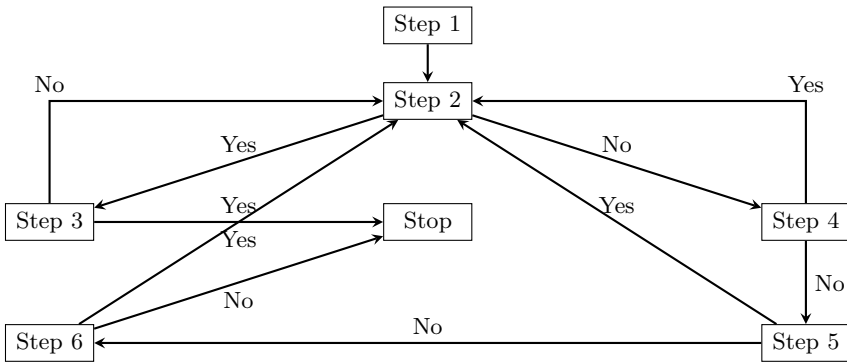 Step 1
No
Yes
Step 2
Yes
No
Step 3
Yes
Stop
Yes
Step 4
Yes
No
No
No
Step 6
Step 5